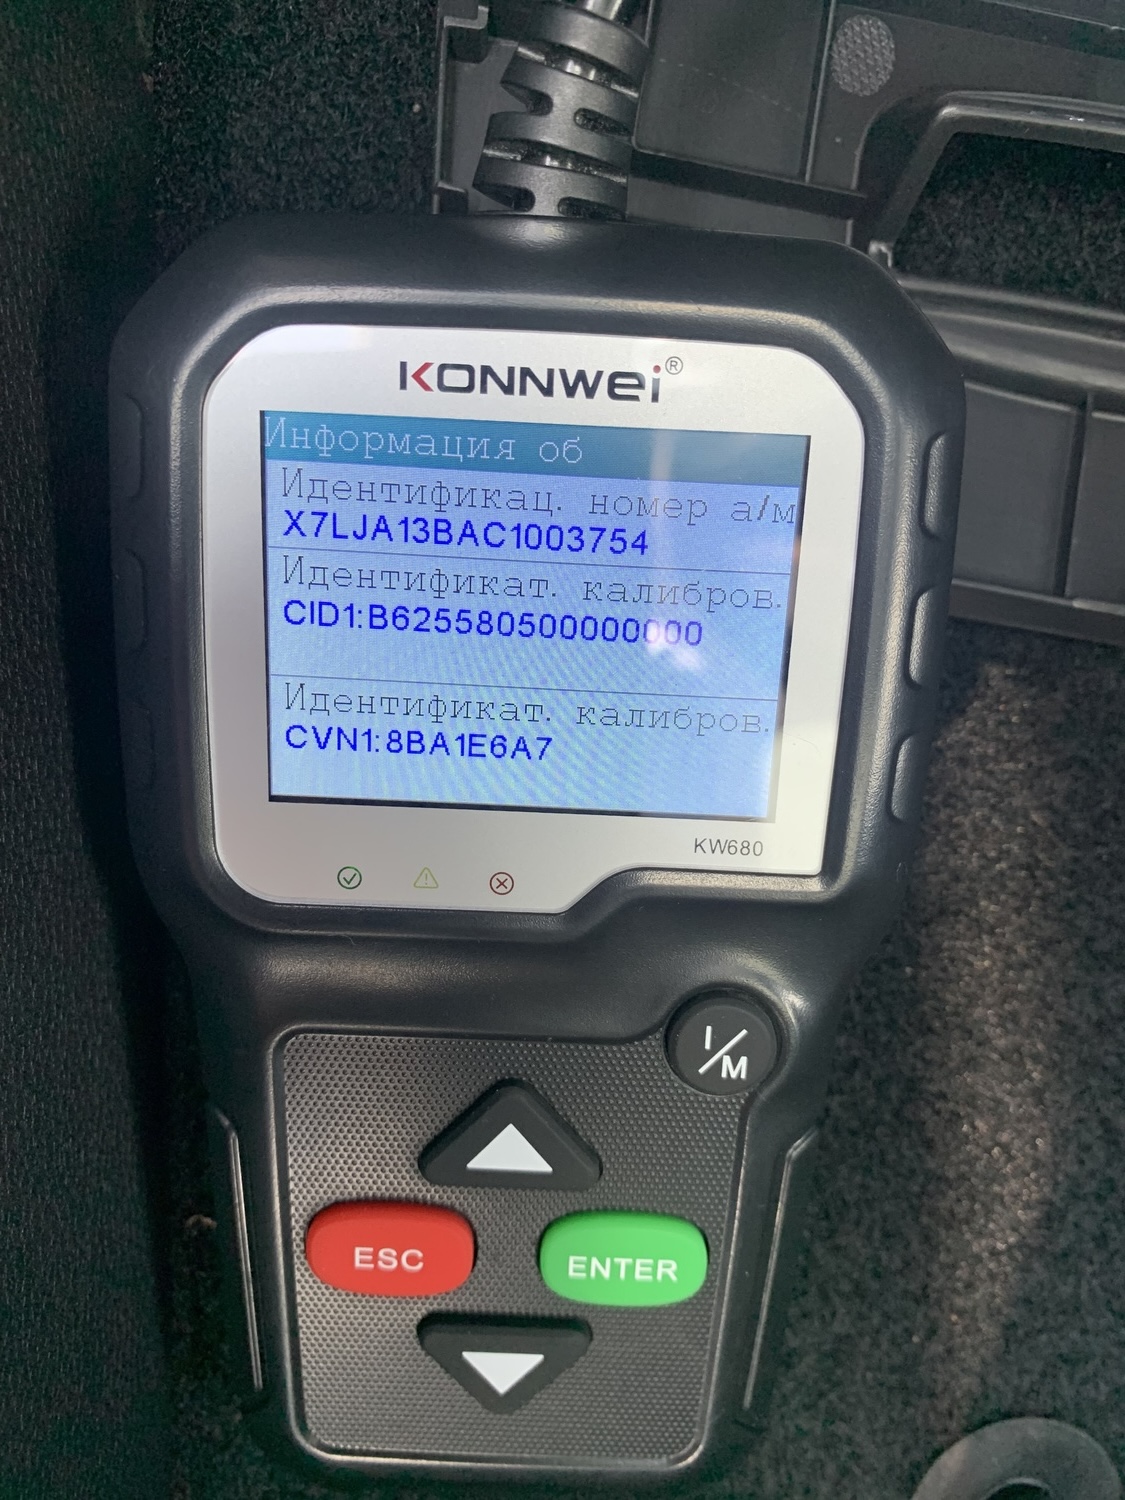 KONNWEI®
Информация об
Идентификац. номер а/м
X7LJA13BAC1003754
Идентификат. калибров.
CID1:B625580500000000
Идентификат. калибров.
CVN1:8BA1E6A7
KW680
I/M
ESC
ENTER